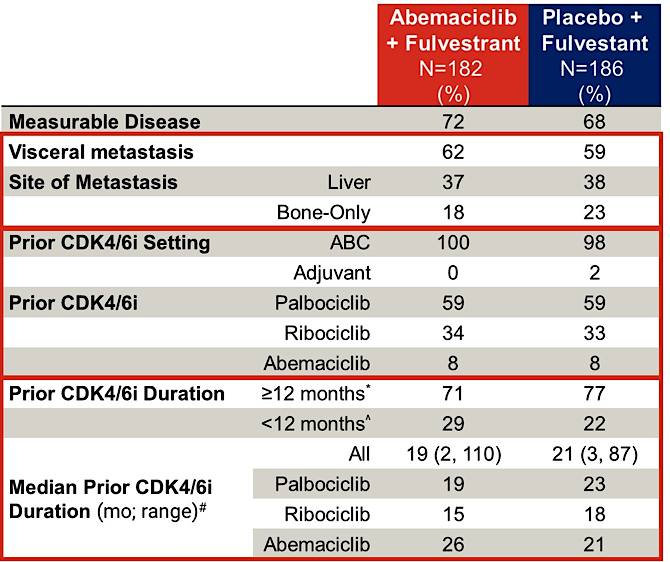 Abemaciclib + Fulvestrant N=182 (%) Placebo + Fulvestant N=186 (%)
Measurable Disease 72 68
Visceral metastasis 62 59
Site of Metastasis Liver 37 38
Bone-Only 18 23
Prior CDK4/6i Setting ABC 100 98
Adjuvant 0 2
Prior CDK4/6i Palbociclib 59 59
Ribociclib 34 33
Abemaciclib 8 8
Prior CDK4/6i Duration ≥12 months* 71 77
<12 months^ 29 22
Median Prior CDK4/6i Duration (mo; range)# All 19 (2, 110) 21 (3, 87)
Palbociclib 19 23
Ribociclib 15 18
Abemaciclib 26 21